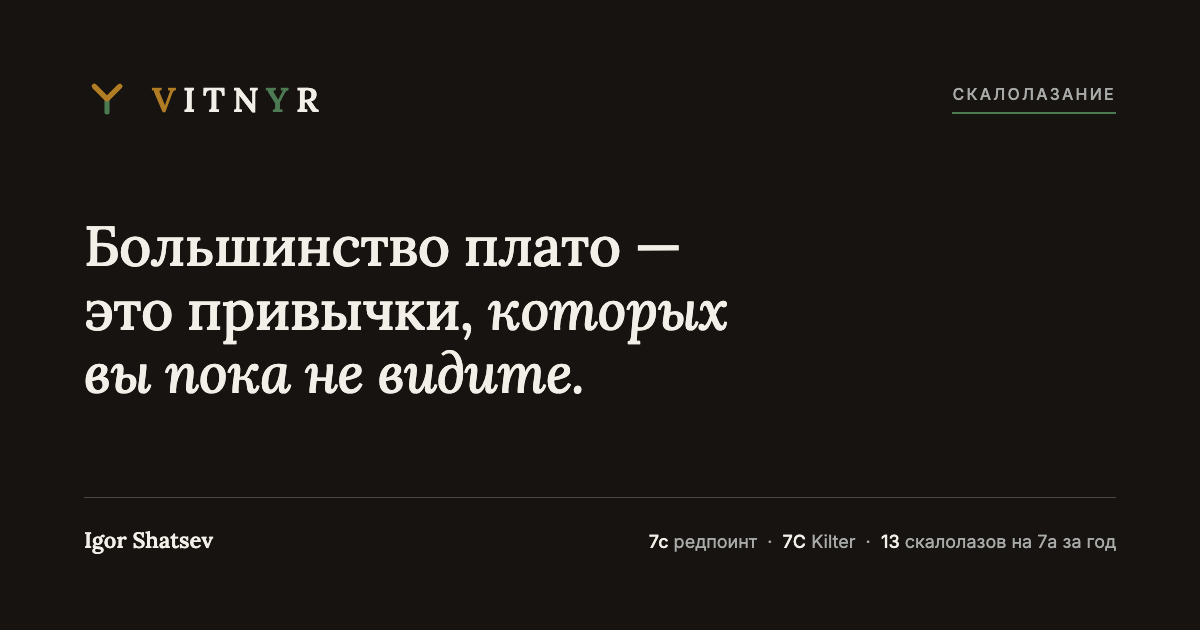 VITNYR
СКАЛОЛАЗАНИЕ
Большинство плато —
это привычки, которых
вы пока не видите.
Igor Shatsev
7c редпоинт · 7C Kilter · 13 скалолазов на 7a за год